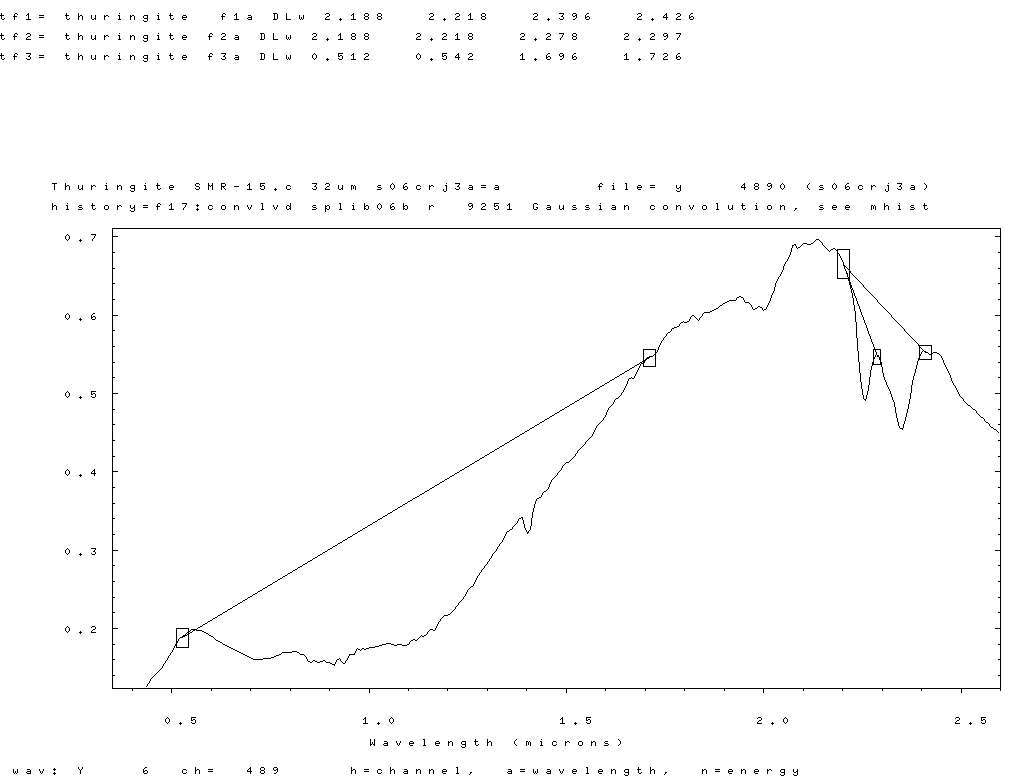 tf1= thuringite f1a DLw 2.188 2.218 2.396 2.426
tf2= thuringite f2a DLw 2.188 2.218 2.278 2.297
tf3= thuringite f3a DLw 0.512 0.542 1.696 1.726
Thuringite SMR-15.c 32um s06crj3a=a file= y 4890 (s06crj3a)
history=f17:convlvd splib06b r 9251 Gaussian convolution, see mhist
0.7
0.6
0.5
0.4
0.3
0.2
0.5 1.0 1.5 2.0 2.5
Wavelength (microns)
wav: Y 6 ch= 489 h=channel, a=wavelength, n=energy